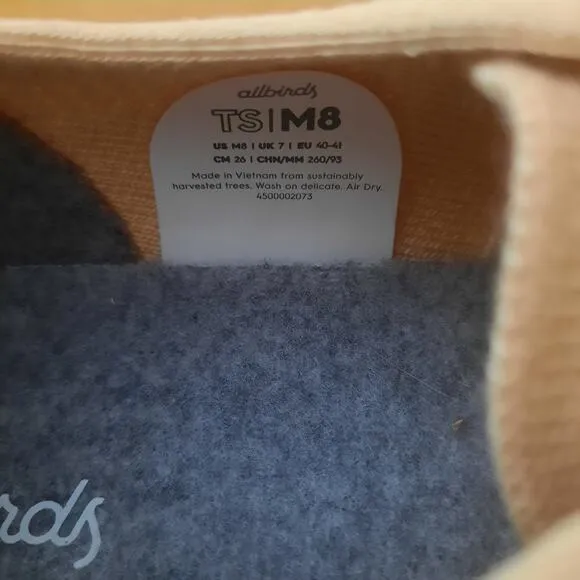 allbirds
TS | M8
US M8 | UK 7 | EU 40-41
CM 26 | CHN/MM 260/93
Made in Vietnam from sustainably
harvested trees. Wash on delicate. Air Dry.
4500002073
rds